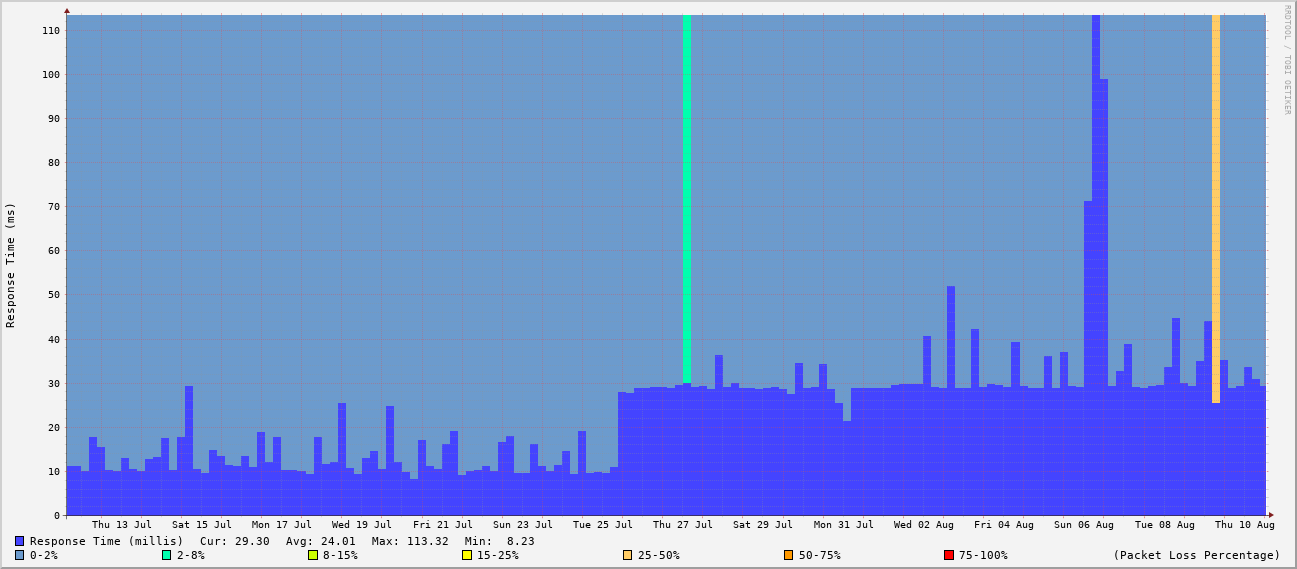 RRDTOOL / TOBI OETIKER
Response Time (ms)
110
100
90
80
70
60
50
40
30
20
10
0
Thu 13 Jul Sat 15 Jul Mon 17 Jul Wed 19 Jul Fri 21 Jul Sun 23 Jul Tue 25 Jul Thu 27 Jul Sat 29 Jul Mon 31 Jul Wed 02 Aug Fri 04 Aug Sun 06 Aug Tue 08 Aug Thu 10 Aug
Response Time (millis) Cur: 29.30 Avg: 24.01 Max: 113.32 Min: 8.23
0-2% 2-8% 8-15% 15-25% 25-50% 50-75% 75-100% (Packet Loss Percentage)